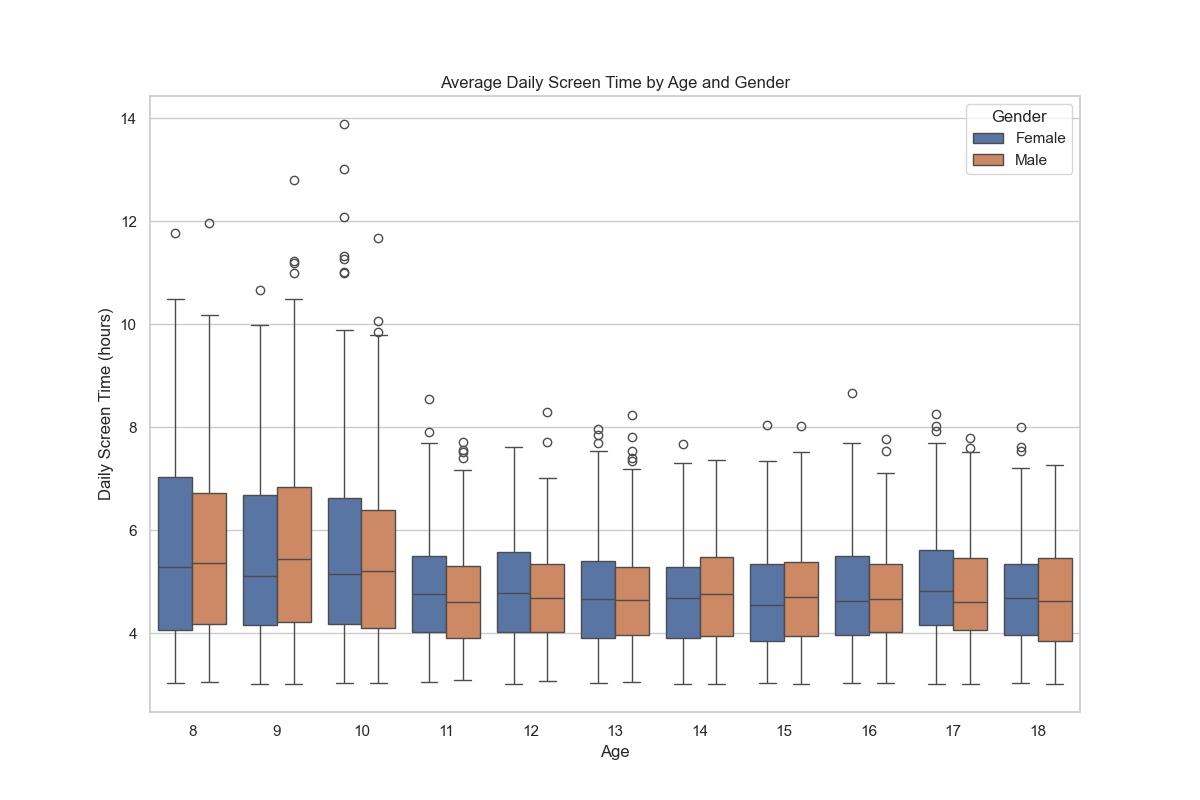 Average Daily Screen Time by Age and Gender
Gender
Female
Male
Daily Screen Time (hours)
14
12
10
8
6
4
8 9 10 11 12 13 14 15 16 17 18
Age